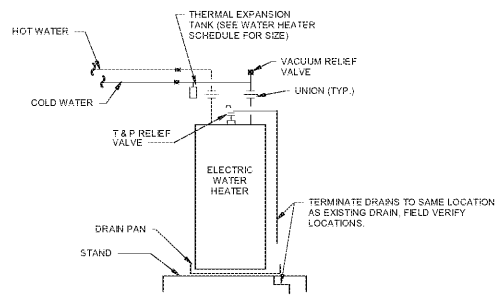 THERMAL EXPANSION
TANK (SEE WATER HEATER
SCHEDULE FOR SIZE)
HOT WATER
VACUUM RELIEF
VALVE
UNION (TYP.)
COLD WATER
T & P RELIEF
VALVE
ELECTRIC
WATER
HEATER
TERMINATE DRAINS TO SAME LOCATION
AS EXISTING DRAIN, FIELD VERIFY
LOCATIONS.
DRAIN PAN
STAND